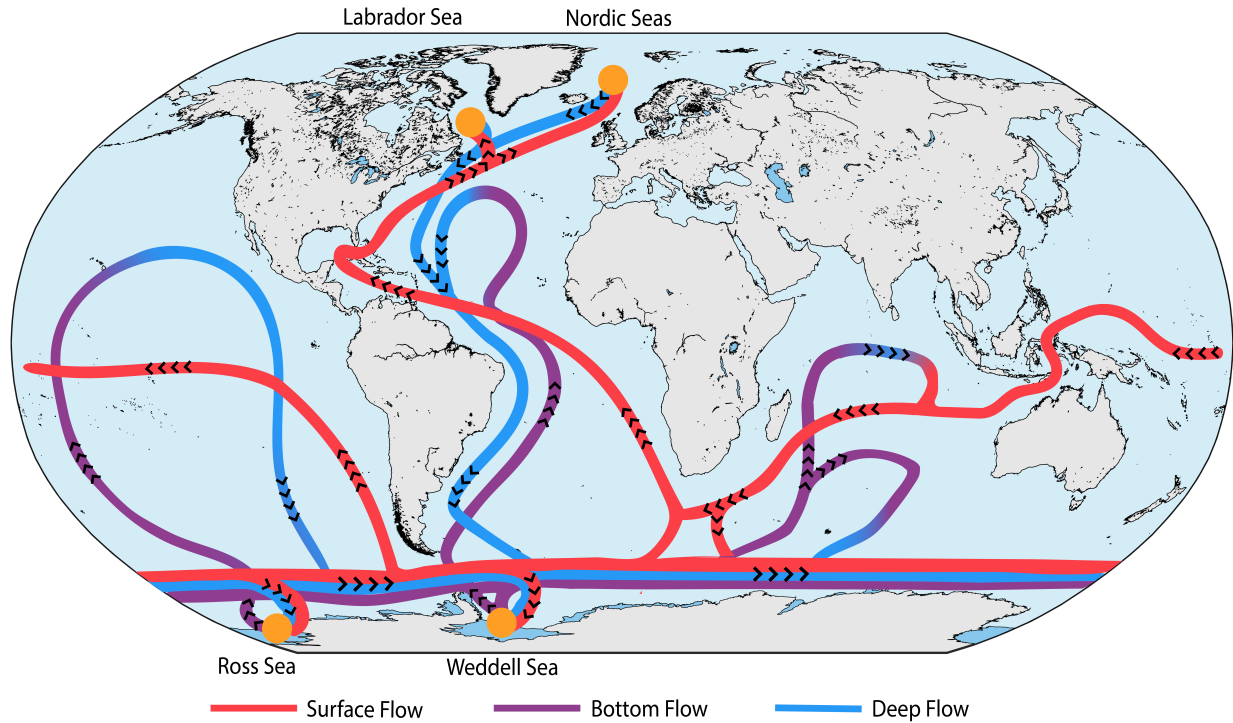 Labrador Sea
Nordic Seas
Ross Sea
Weddell Sea
Surface Flow
Bottom Flow
Deep Flow